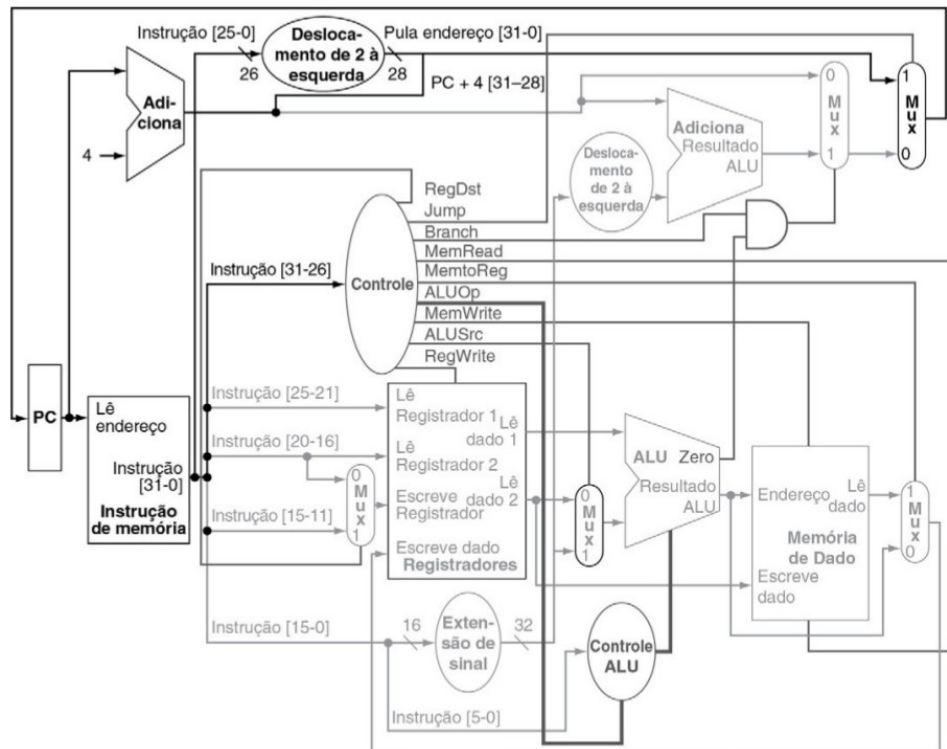 Instrução [25-0]
26
Desloca-
mento de 2 à
esquerda
Pula endereço [31-0]
28
PC + 4 [31–28]
Adi-
ciona
4
0
Mux
1
1
Mux
0
Adiciona
Resultado
ALU
Desloca-
mento
de 2 à
esquerda
RegDst
Jump
Branch
MemRead
MemtoReg
ALUOp
MemWrite
ALUSrc
RegWrite
Instrução [31-26]
Controle
PC
Lê
endereço
Instrução
[31-0]
Instrução
de memória
Instrução [25-21]
Instrução [20-16]
Instrução [15-11]
0
Mux
1
Lê
Registrador 1
Lê
Registrador 2
Escreve
Registrador
Escreve dado
Lê
dado 1
Lê
dado 2
Registradores
0
Mux
1
ALU Zero
Resultado
ALU
Endereço
Lê
dado
Memória
de Dado
Escreve
dado
1
Mux
0
Instrução [15-0]
16
Exten-
são de
sinal
32
Controle
ALU
Instrução [5-0]